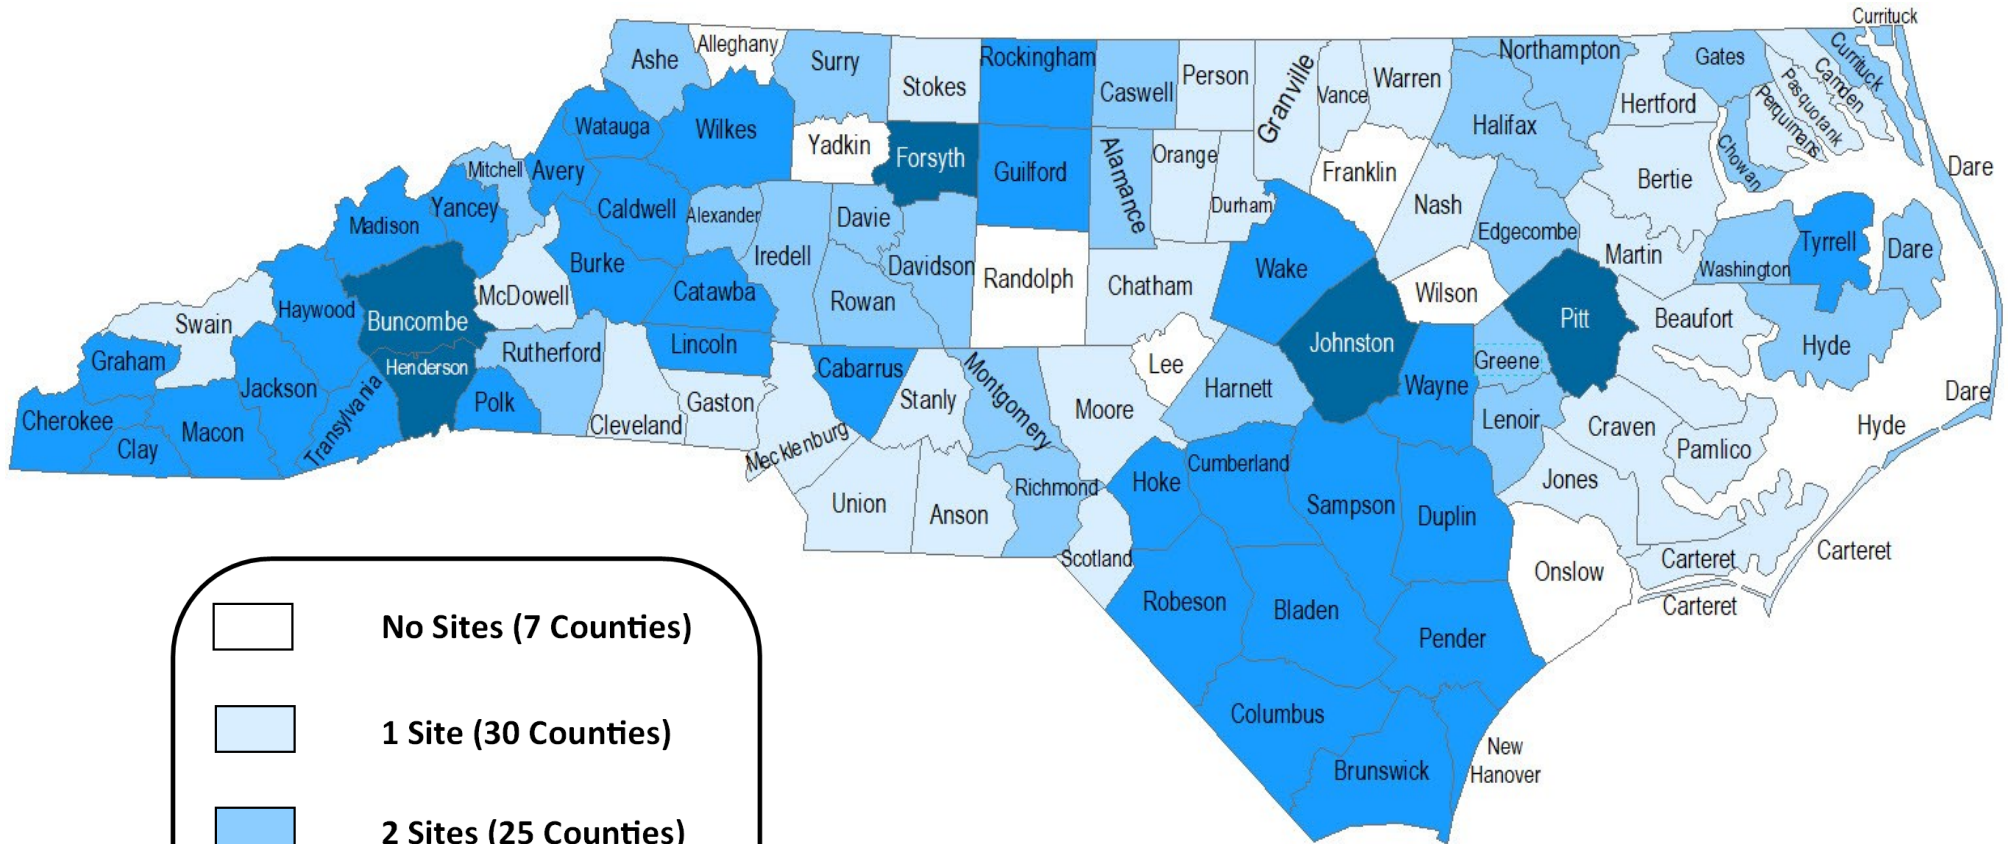 Currituck
Ashe
Alleghany
Surry
Stokes
Rockingham
Caswell
Person
Granville
Vance
Warren
Northampton
Halifax
Hertford
Gates
Currituck
Camden
Pasquotank
Perquimans
Chowan
Dare
Watauga
Wilkes
Yadkin
Forsyth
Guilford
Alamance
Orange
Durham
Franklin
Nash
Edgecombe
Bertie
Martin
Washington
Tyrrell
Dare
Mitchell
Avery
Yancey
Madison
Caldwell
Alexander
Iredell
Davie
Davidson
Rowan
Randolph
Chatham
Wake
Wilson
Johnston
Pitt
Beaufort
Hyde
Burke
McDowell
Catawba
Haywood
Buncombe
Swain
Graham
Jackson
Henderson
Rutherford
Lincoln
Cabarrus
Stanly
Montgomery
Moore
Lee
Harnett
Wayne
Greene
Lenoir
Craven
Pamlico
Dare
Hyde
Cherokee
Clay
Macon
Transylvania
Polk
Cleveland
Gaston
Mecklenburg
Union
Anson
Richmond
Scotland
Hoke
Cumberland
Sampson
Duplin
Jones
Onslow
Carteret
Carteret
Carteret
Robeson
Bladen
Pender
Columbus
Brunswick
New
Hanover
No Sites (7 Counties)
1 Site (30 Counties)
2 Sites (25 Counties)